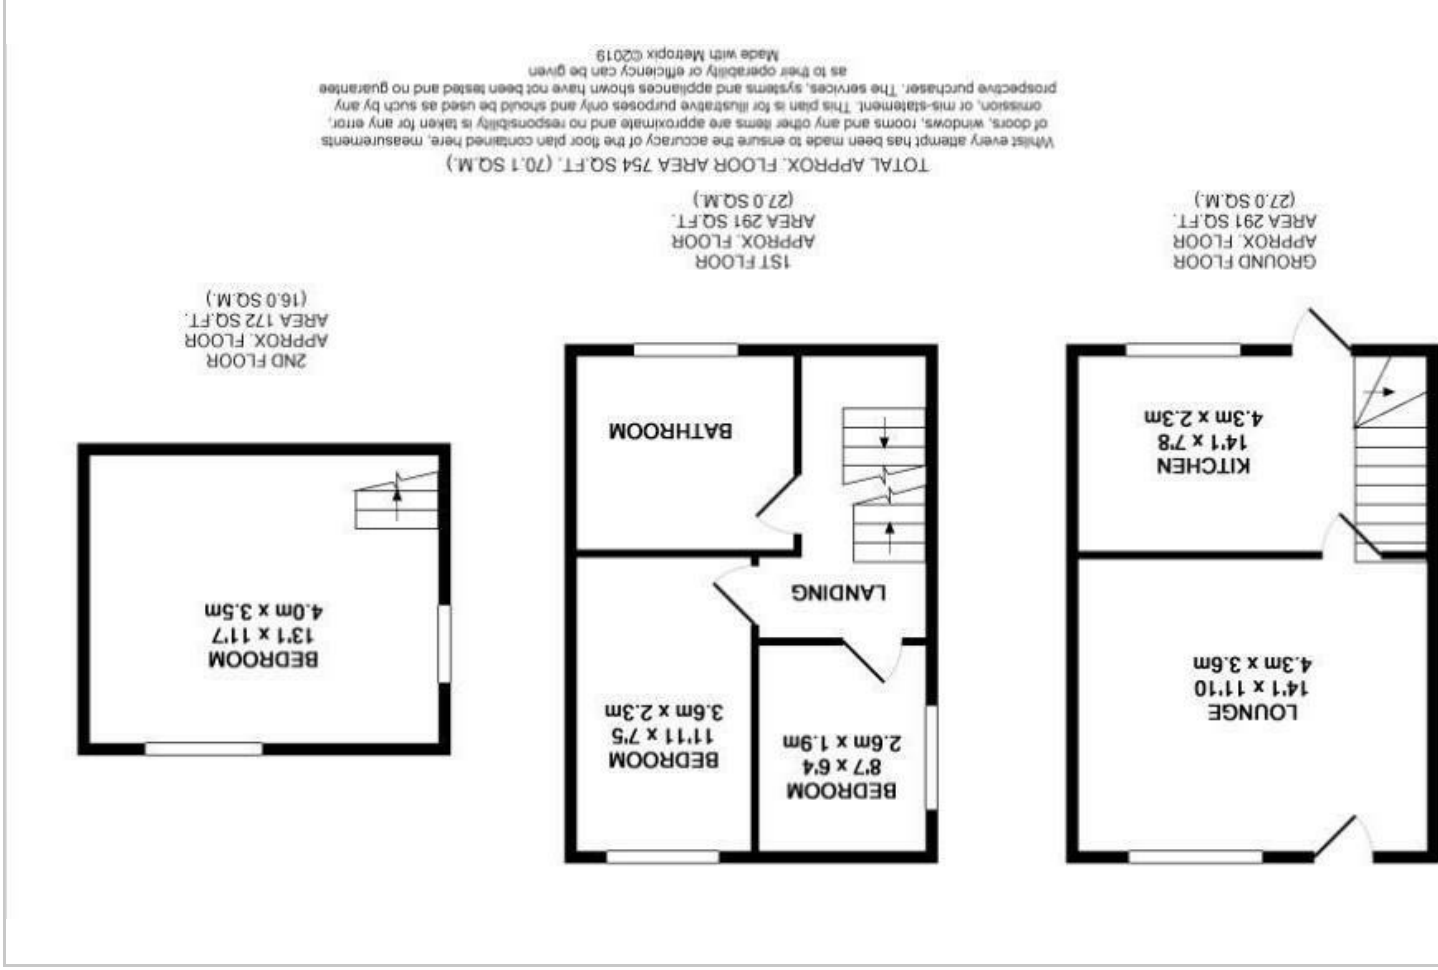 GROUND FLOOR
APPROX. FLOOR
AREA 291 SQ.FT.
(27.0 SQ.M.)
LOUNGE
14'1 x 11'10
4.3m x 3.6m
KITCHEN
14'1 x 7'8
4.3m x 2.3m
1ST FLOOR
APPROX. FLOOR
AREA 291 SQ.FT.
(27.0 SQ.M.)
BEDROOM
8'7 x 6'4
2.6m x 1.9m
BEDROOM
11'11 x 7'5
3.6m x 2.3m
LANDING
BATHROOM
2ND FLOOR
APPROX. FLOOR
AREA 172 SQ.FT.
(16.0 SQ.M.)
BEDROOM
13'1 x 11'7
4.0m x 3.5m
TOTAL APPROX. FLOOR AREA 754 SQ.FT. (70.1 SQ.M.)
Whilst every attempt has been made to ensure the accuracy of the floor plan contained here, measurements
of doors, windows, rooms and any other items are approximate and no responsibility is taken for any error,
omission, or mis-statement. This plan is for illustrative purposes only and should be used as such by any
prospective purchaser. The services, systems and appliances shown have not been tested and no guarantee
as to their operability or efficiency can be given
Made with Metropix ©2019